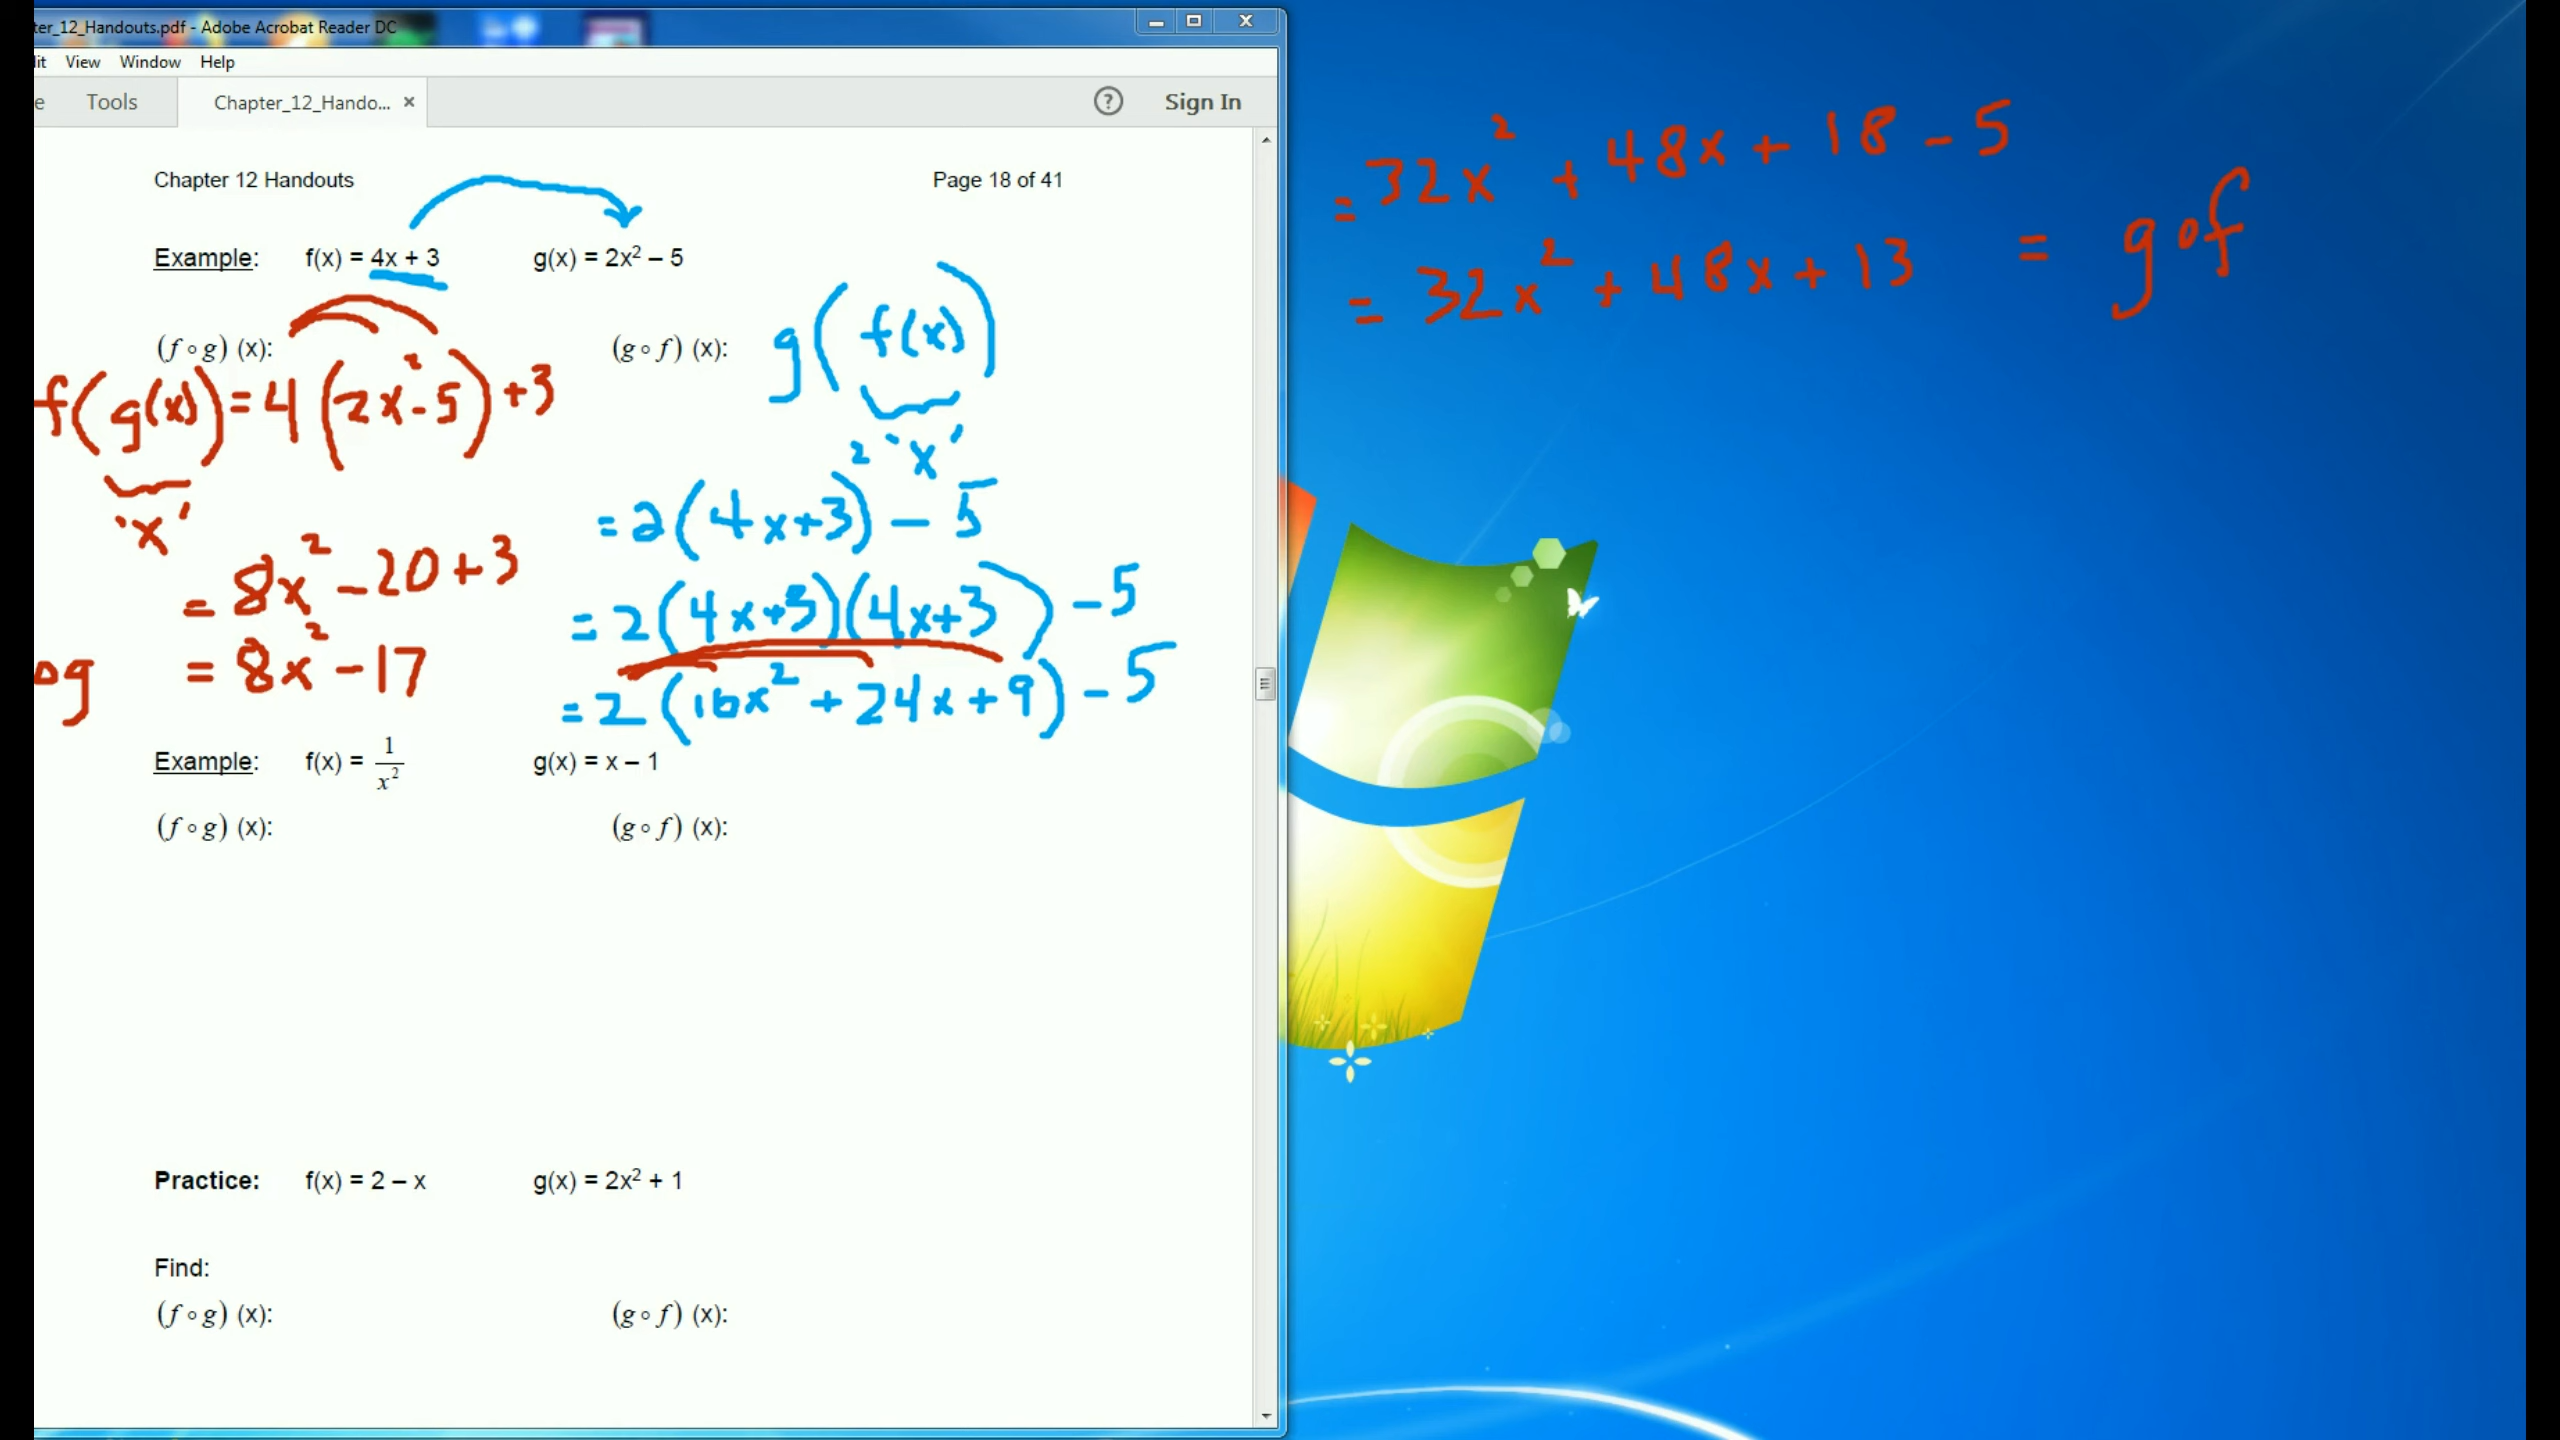 ter_12_Handouts.pdf - Adobe Acrobat Reader DC
lit View Window Help
e Tools Chapter_12_Hando... × ? Sign In
Chapter 12 Handouts Page 18 of 41
Example: f(x) = 4x + 3 g(x) = 2x² – 5
(f∘g) (x): (g∘f) (x): g(f(x))
'x'
f(g(x)) = 4(2x² - 5) + 3
'x'
= 8x² - 20 + 3
og = 8x² - 17
= 2(4x+3)² - 5
= 2(4x+3)(4x+3) - 5
= 2(16x² + 24x + 9) - 5
= 32x² + 48x + 18 - 5
= 32x² + 48x + 13 = g∘f
Example: f(x) = 1/x² g(x) = x – 1
(f∘g) (x): (g∘f) (x):
Practice: f(x) = 2 – x g(x) = 2x² + 1
Find:
(f∘g) (x): (g∘f) (x):